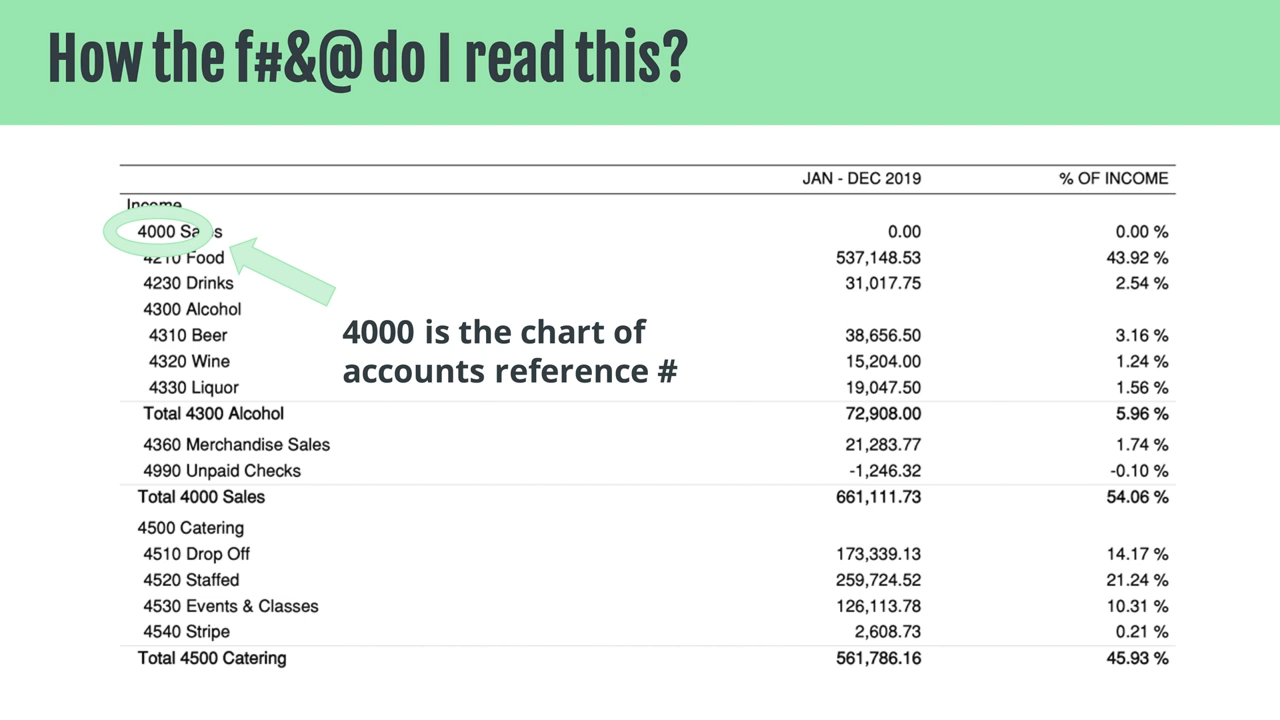 How the f#&@ do I read this?
JAN - DEC 2019 % OF INCOME
Income
4000 Sales 0.00 0.00 %
4210 Food 537,148.53 43.92 %
4230 Drinks 31,017.75 2.54 %
4300 Alcohol
4310 Beer 38,656.50 3.16 %
4320 Wine 15,204.00 1.24 %
4330 Liquor 19,047.50 1.56 %
Total 4300 Alcohol 72,908.00 5.96 %
4360 Merchandise Sales 21,283.77 1.74 %
4990 Unpaid Checks -1,246.32 -0.10 %
Total 4000 Sales 661,111.73 54.06 %
4500 Catering
4510 Drop Off 173,339.13 14.17 %
4520 Staffed 259,724.52 21.24 %
4530 Events & Classes 126,113.78 10.31 %
4540 Stripe 2,608.73 0.21 %
Total 4500 Catering 561,786.16 45.93 %
4000 is the chart of
accounts reference #